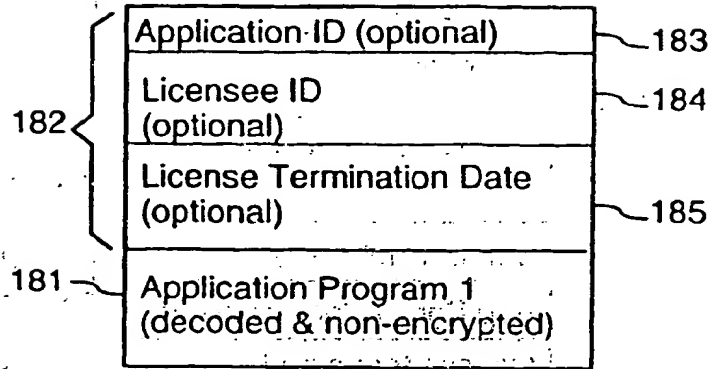 Application ID (optional)
183
Licensee ID
(optional)
184
182
License Termination Date
(optional)
185
181
Application Program 1
(decoded & non-encrypted)